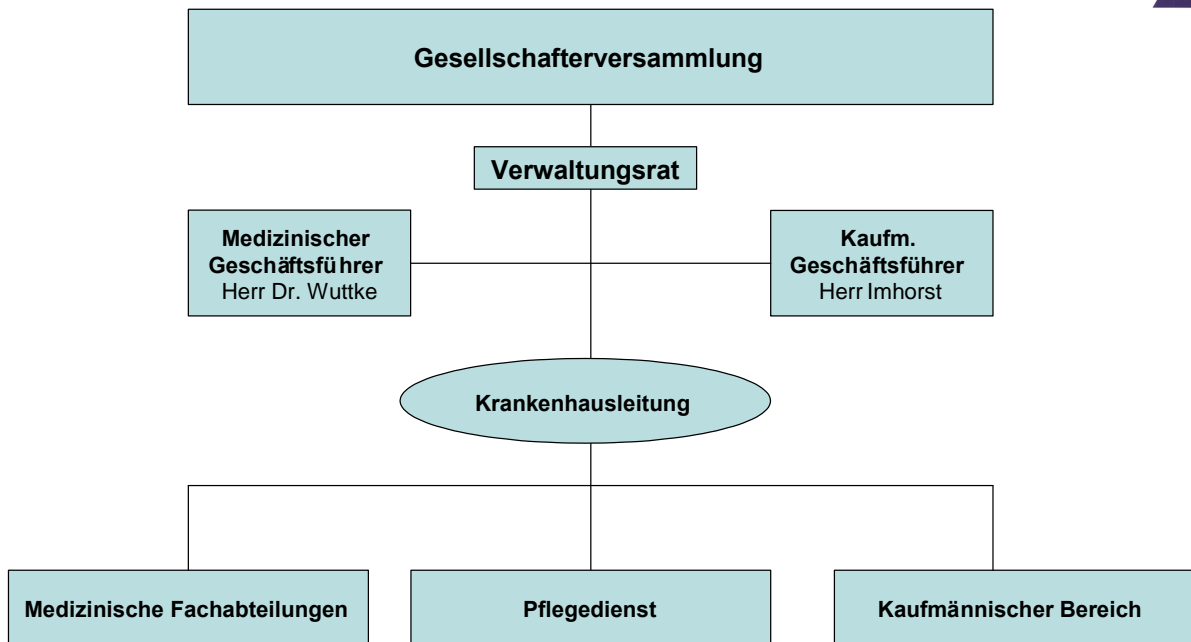 Gesellschafterversammlung
Verwaltungsrat
Medizinischer
Geschäftsführer
Herr Dr. Wuttke
Kaufm.
Geschäftsführer
Herr Imhorst
Krankenhausleitung
Medizinische Fachabteilungen
Pflegedienst
Kaufmännischer Bereich